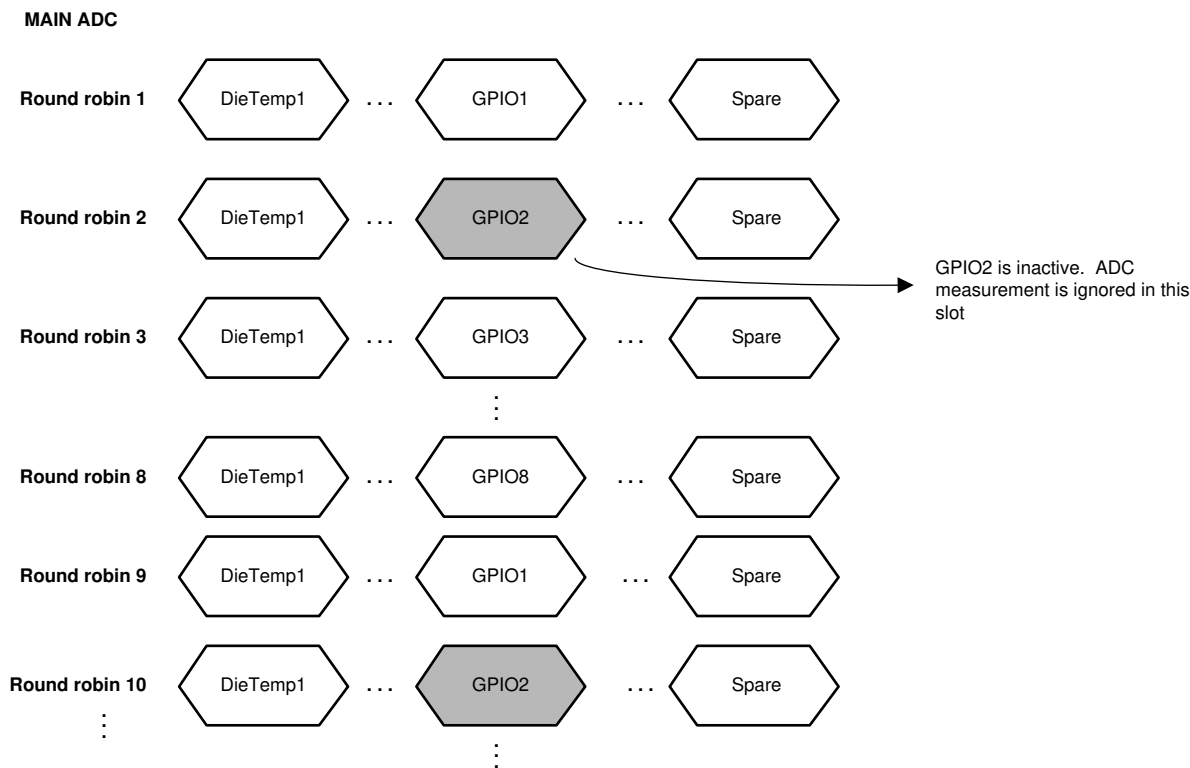 MAIN ADC
Round robin 1 DieTemp1 ... GPIO1 ... Spare
Round robin 2 DieTemp1 ... GPIO2 ... Spare
GPIO2 is inactive. ADC
measurement is ignored in this
slot
Round robin 3 DieTemp1 ... GPIO3 ... Spare
Round robin 8 DieTemp1 ... GPIO8 ... Spare
Round robin 9 DieTemp1 ... GPIO1 ... Spare
Round robin 10 DieTemp1 ... GPIO2 ... Spare